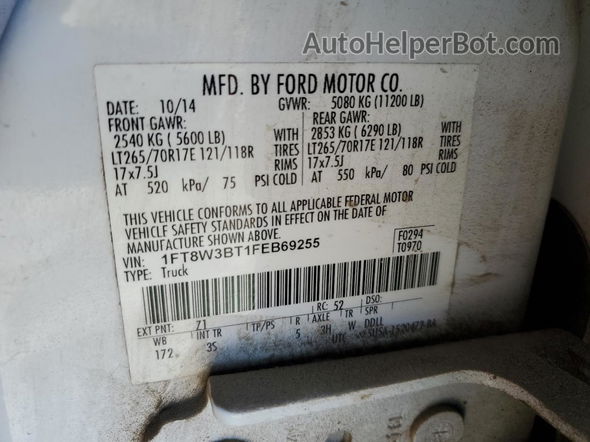 AutoHelperBot.com
MFD. BY FORD MOTOR CO.
DATE: 10/14 GVWR: 5080 KG (11200 LB)
FRONT GAWR: REAR GAWR:
2540 KG ( 5600 LB) WITH 2853 KG ( 6290 LB) WITH
LT265/70R17E 121/118R TIRES LT265/70R17E 121/118R TIRES
17x7.5J RIMS 17x7.5J RIMS
AT 520 kPa/ 75 PSI COLD AT 550 kPa/ 80 PSI COLD
THIS VEHICLE CONFORMS TO ALL APPLICABLE FEDERAL MOTOR
VEHICLE SAFETY STANDARDS IN EFFECT ON THE DATE OF
MANUFACTURE SHOWN ABOVE.
VIN: 1FT8W3BT1FEB69255 F0294
TYPE: Truck T0970
EXT PNT: Z1 RC: 52 DSO:
WB INT TR TP/PS R AXLE TR SPR
172 3S 5 3H W DDLL
UTC